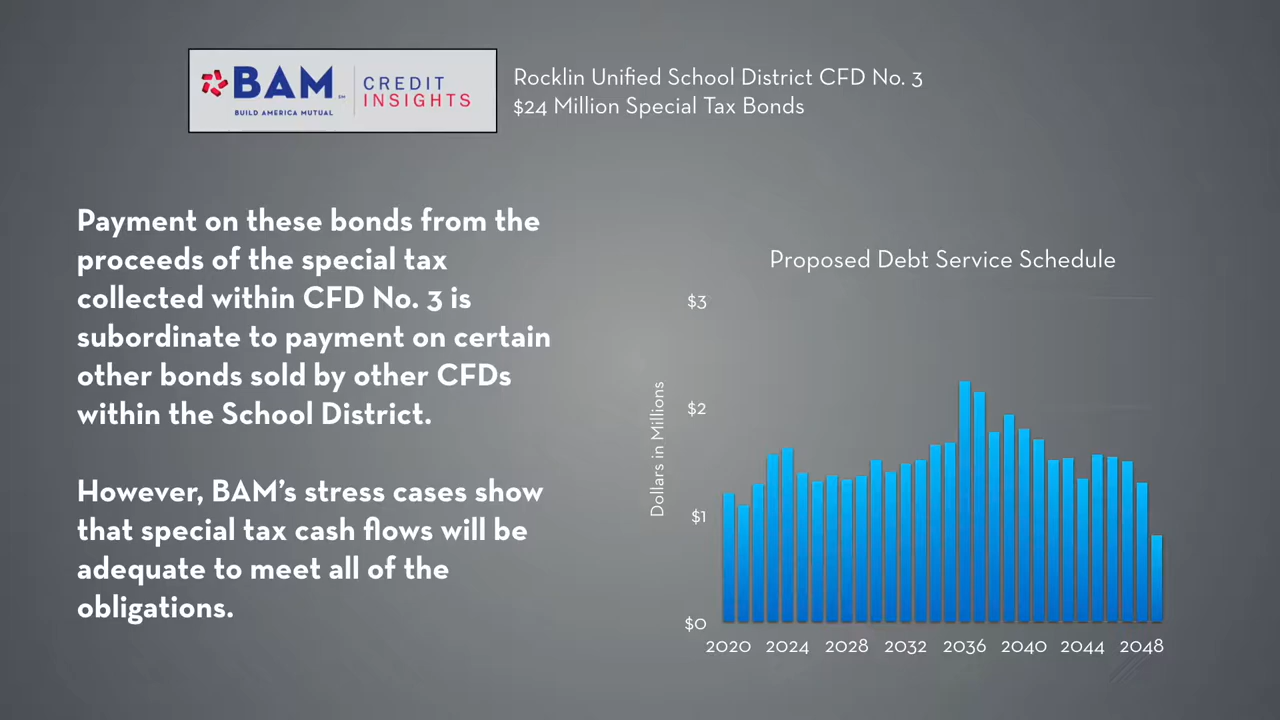 BAM SM
BUILD AMERICA MUTUAL
CREDIT
INSIGHTS
Rocklin Unified School District CFD No. 3
$24 Million Special Tax Bonds
Payment on these bonds from the
proceeds of the special tax
collected within CFD No. 3 is
subordinate to payment on certain
other bonds sold by other CFDs
within the School District.
However, BAM's stress cases show
that special tax cash flows will be
adequate to meet all of the
obligations.
Proposed Debt Service Schedule
Dollars in Millions
$3
$2
$1
$0
2020 2024 2028 2032 2036 2040 2044 2048